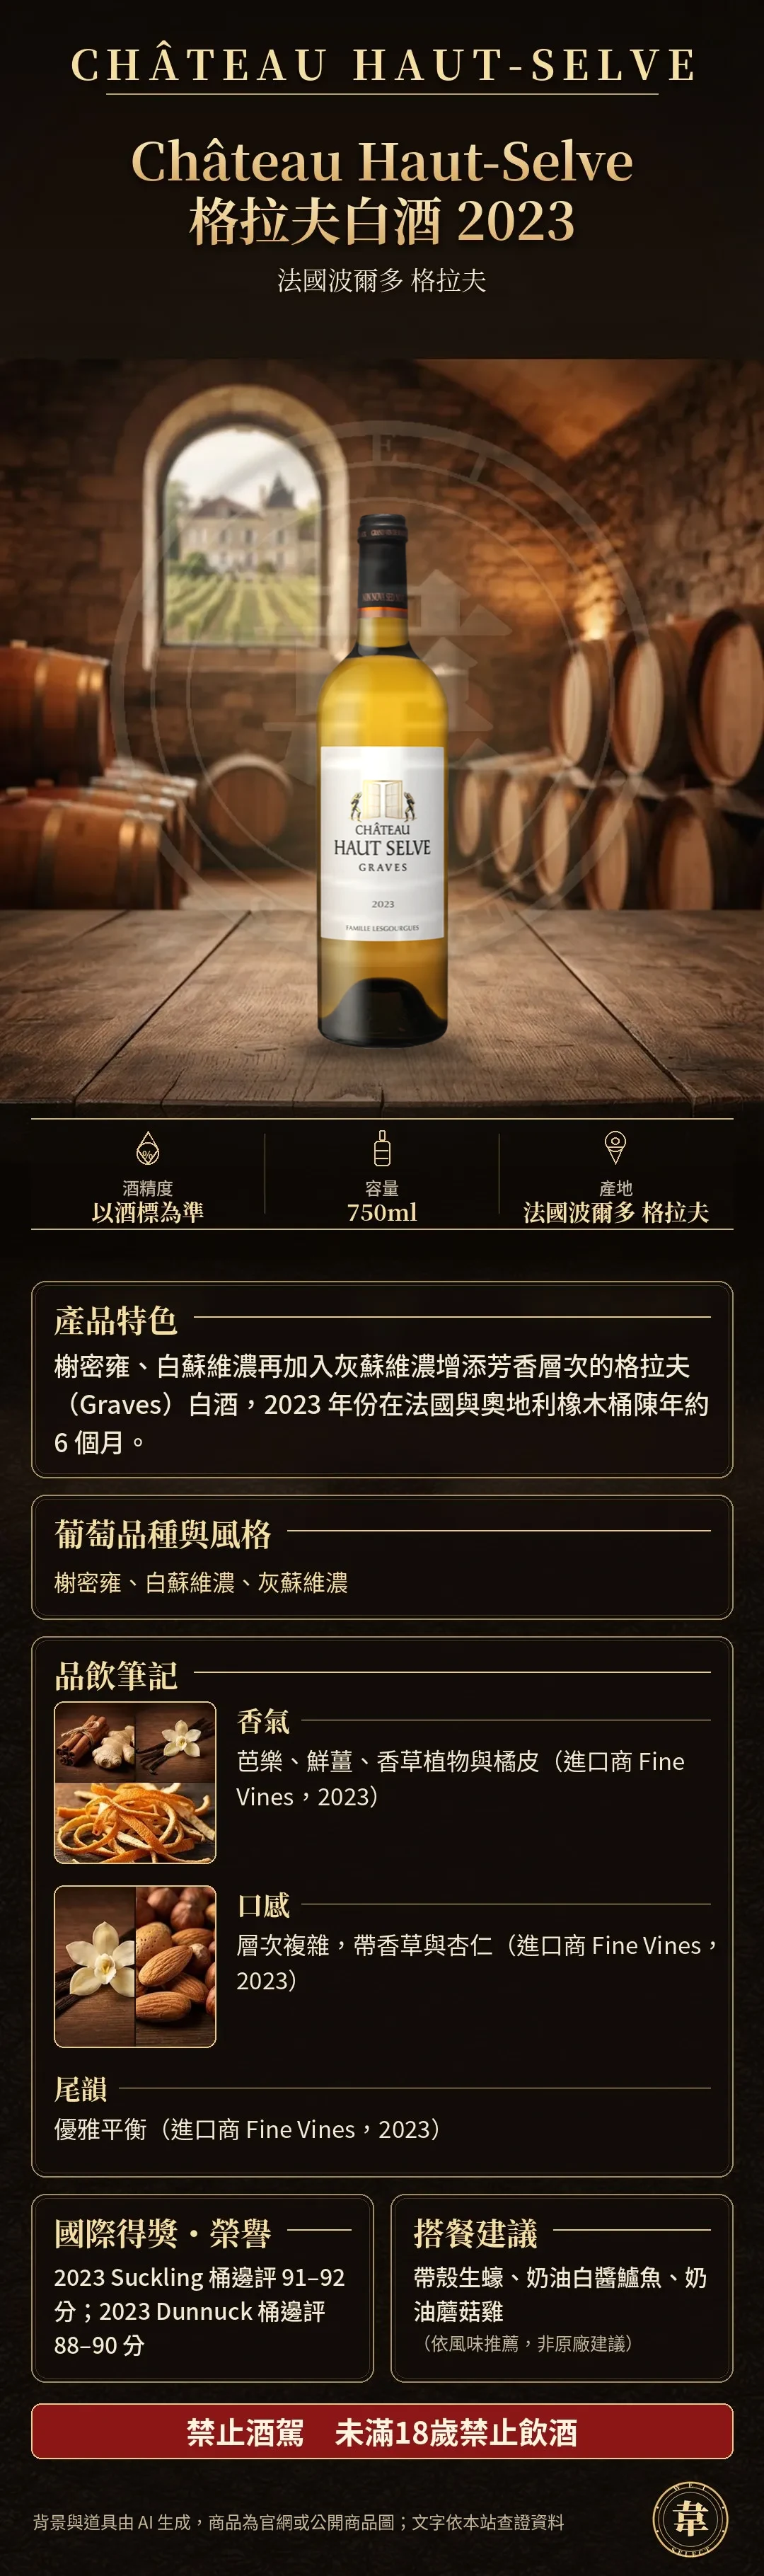 CHÂTEAU HAUT-SELVE
Château Haut-Selve
格拉夫白酒 2023
法國波爾多 格拉夫
CHÂTEAU
HAUT SELVE
GRAVES
2023
FAMILLE LESGOURGUES
酒精度
以酒標為準
容量
750ml
產地
法國波爾多 格拉夫
產品特色
榭密雍、白蘇維濃再加入灰蘇維濃增添芳香層次的格拉夫
（Graves）白酒，2023 年份在法國與奧地利橡木桶陳年約
6 個月。
葡萄品種與風格
榭密雍、白蘇維濃、灰蘇維濃
品飲筆記
香氣
芭樂、鮮薑、香草植物與橘皮（進口商 Fine
Vines，2023）
口感
層次複雜，帶香草與杏仁（進口商 Fine Vines，
2023）
尾韻
優雅平衡（進口商 Fine Vines，2023）
國際得獎・榮譽
2023 Suckling 桶邊評 91–92
分；2023 Dunnuck 桶邊評
88–90 分
搭餐建議
帶殼生蠔、奶油白醬鱸魚、奶
油蘑菇雞
（依風味推薦，非原廠建議）
禁止酒駕　未滿18歲禁止飲酒
背景與道具由 AI 生成，商品為官網或公開商品圖；文字依本站查證資料
WEI
韋
SELECT